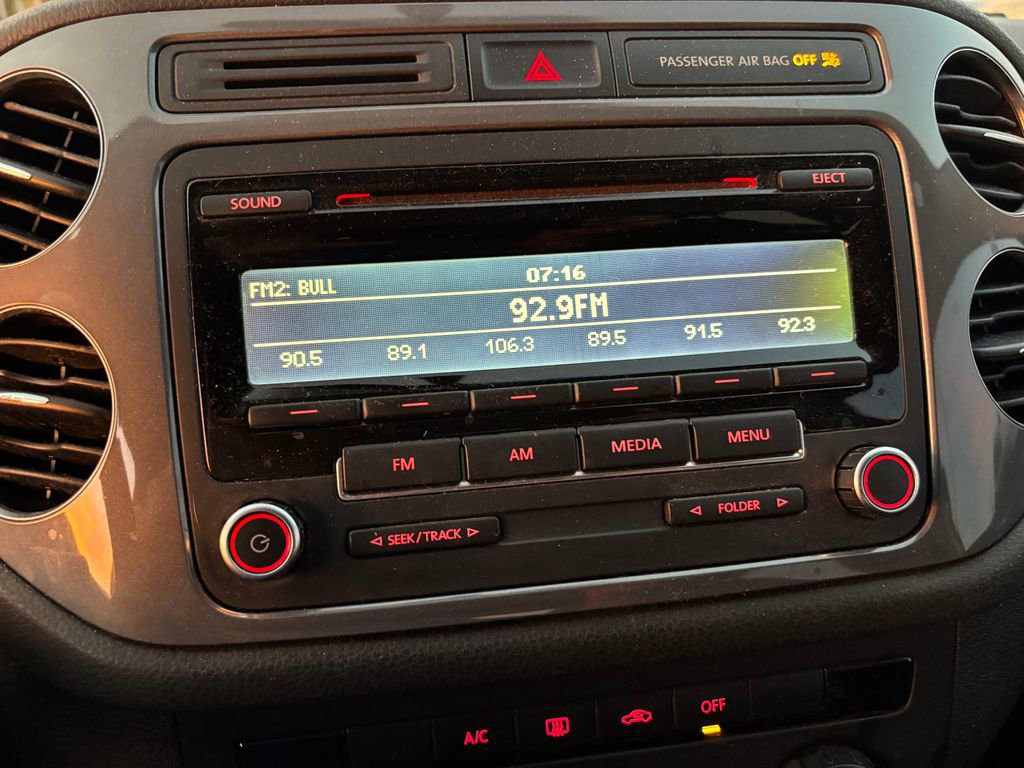 PASSENGER AIR BAG OFF
SOUND
EJECT
FM2: BULL
07:16
92.9FM
90.5 89.1 106.3 89.5 91.5 92.3
FM AM MEDIA MENU
SEEK/TRACK
FOLDER
A/C
OFF